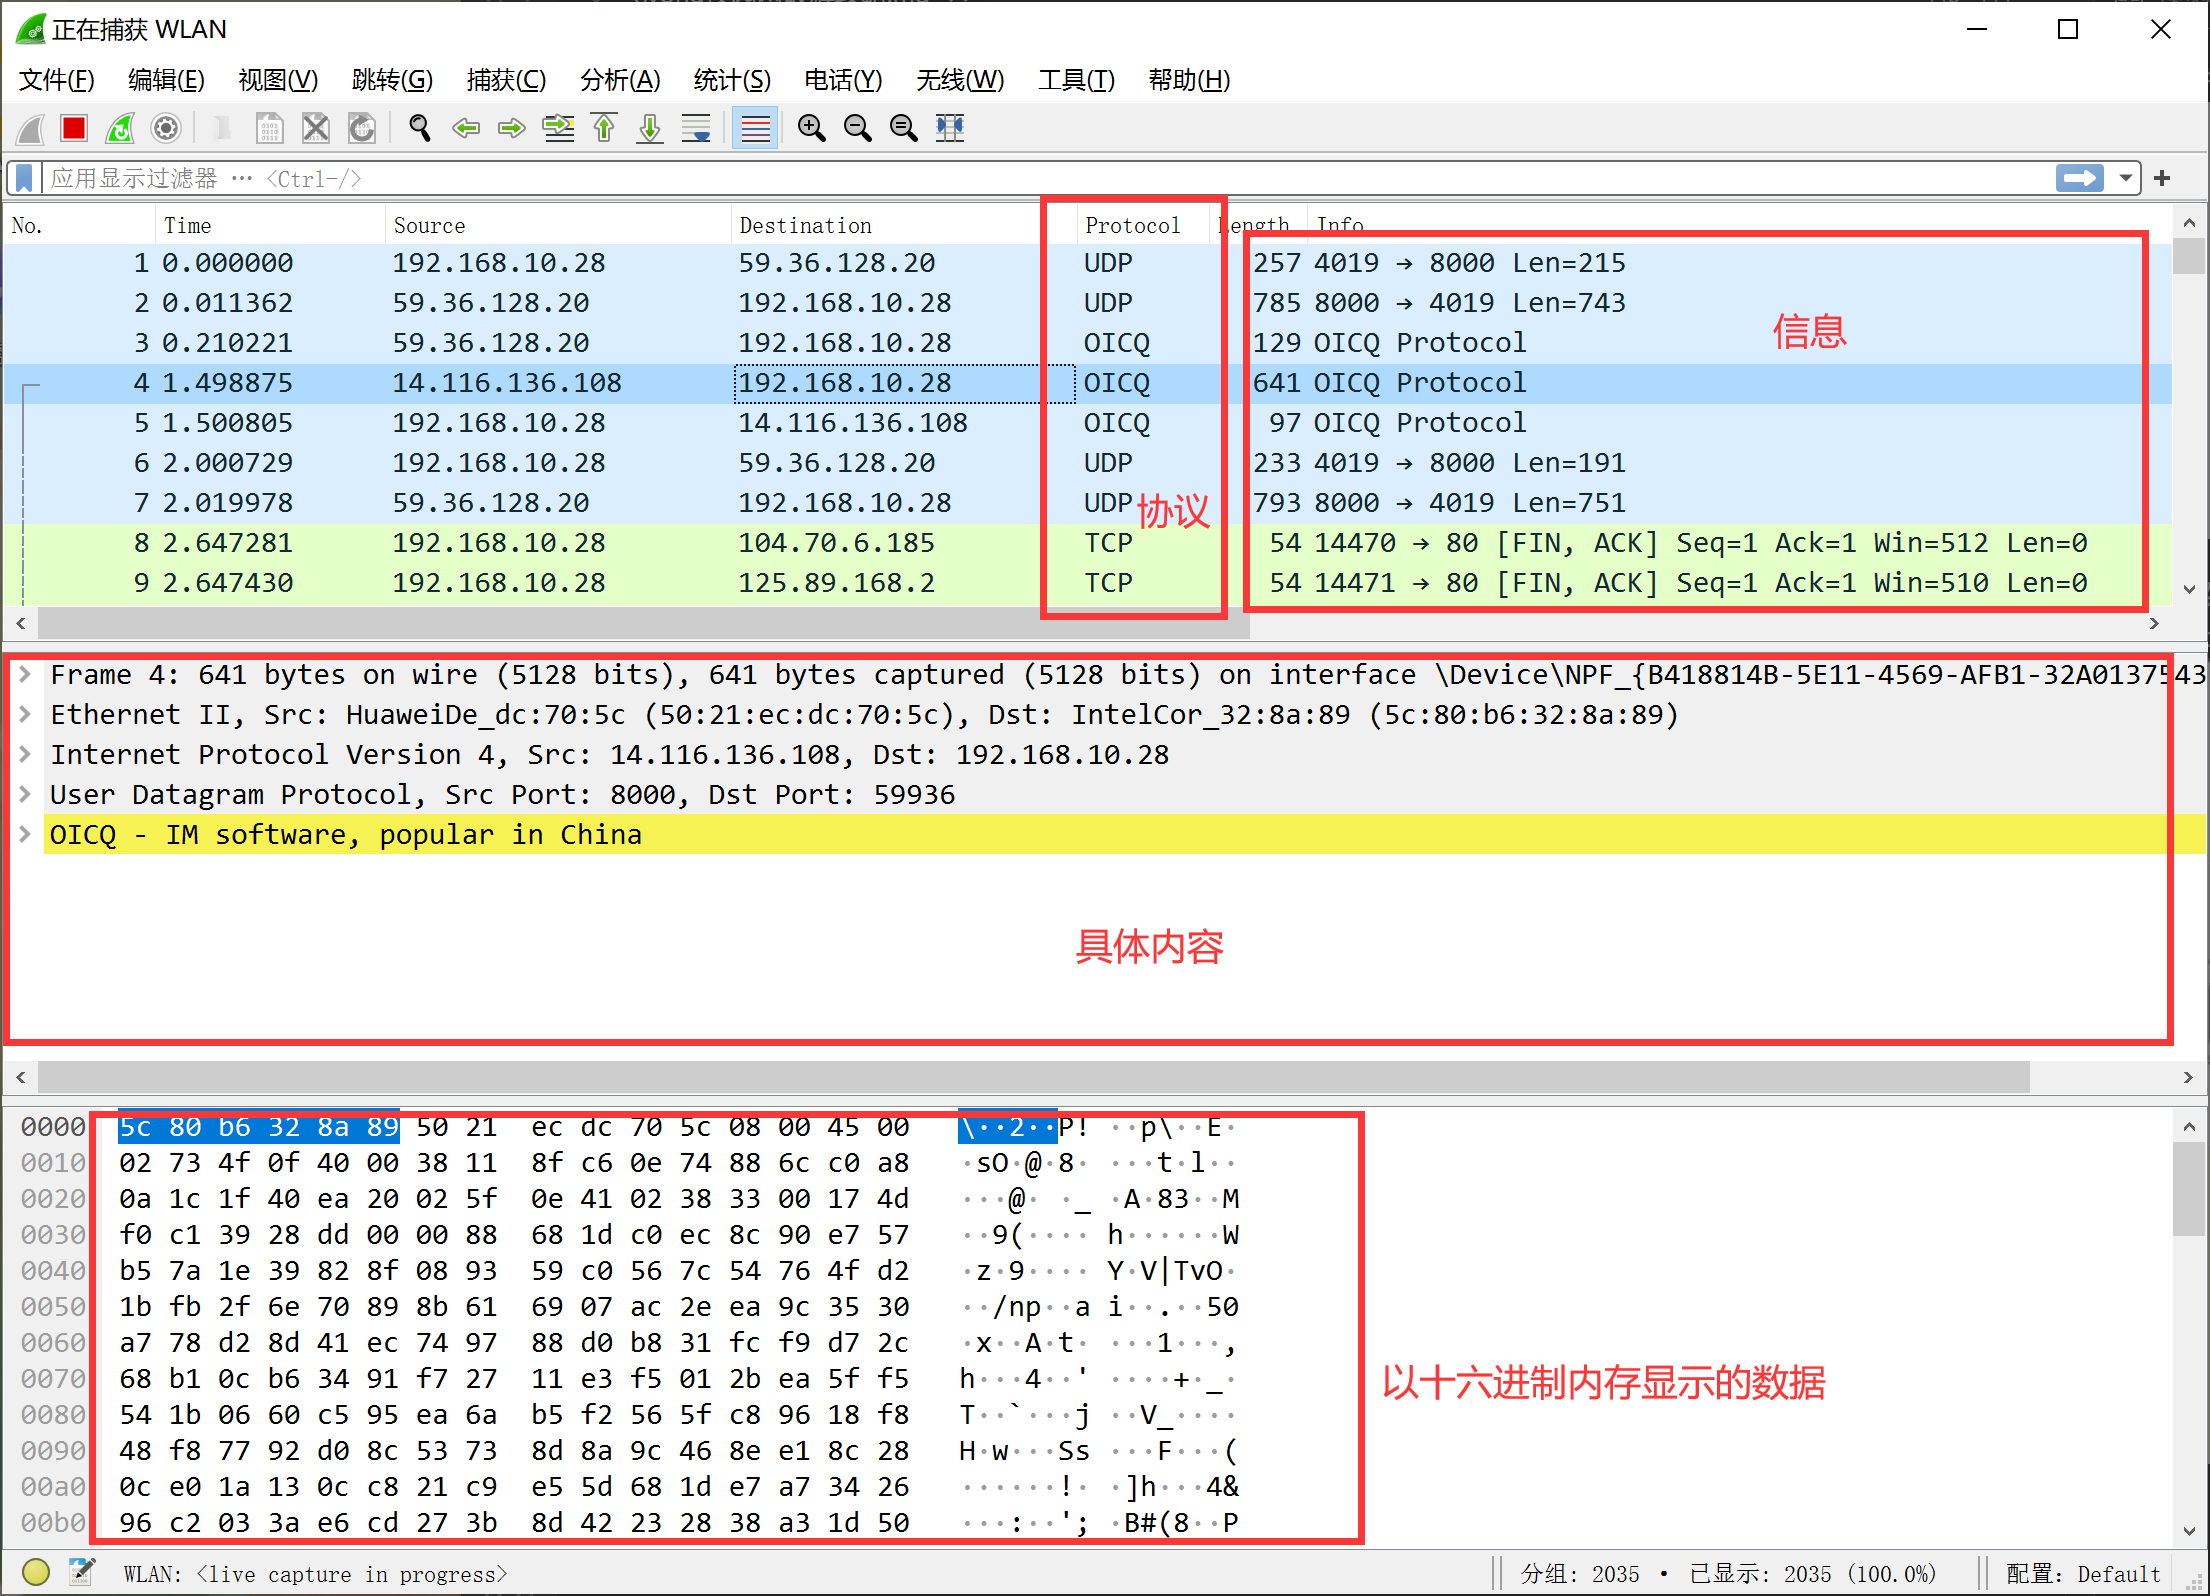 正在捕获 WLAN
文件(F) 编辑(E) 视图(V) 跳转(G) 捕获(C) 分析(A) 统计(S) 电话(Y) 无线(W) 工具(T) 帮助(H)
应用显示过滤器 … <Ctrl-/>
No. Time Source Destination Protocol Length Info
1 0.000000 192.168.10.28 59.36.128.20 UDP 257 4019 → 8000 Len=215
2 0.011362 59.36.128.20 192.168.10.28 UDP 785 8000 → 4019 Len=743
信息
3 0.210221 59.36.128.20 192.168.10.28 OICQ 129 OICQ Protocol
4 1.498875 14.116.136.108 192.168.10.28 OICQ 641 OICQ Protocol
5 1.500805 192.168.10.28 14.116.136.108 OICQ 97 OICQ Protocol
6 2.000729 192.168.10.28 59.36.128.20 UDP 233 4019 → 8000 Len=191
7 2.019978 59.36.128.20 192.168.10.28 UDP 793 8000 → 4019 Len=751
协议
8 2.647281 192.168.10.28 104.70.6.185 TCP 54 14470 → 80 [FIN, ACK] Seq=1 Ack=1 Win=512 Len=0
9 2.647430 192.168.10.28 125.89.168.2 TCP 54 14471 → 80 [FIN, ACK] Seq=1 Ack=1 Win=510 Len=0
Frame 4: 641 bytes on wire (5128 bits), 641 bytes captured (5128 bits) on interface \Device\NPF_{B418814B-5E11-4569-AFB1-32A0137543
Ethernet II, Src: HuaweiDe_dc:70:5c (50:21:ec:dc:70:5c), Dst: IntelCor_32:8a:89 (5c:80:b6:32:8a:89)
Internet Protocol Version 4, Src: 14.116.136.108, Dst: 192.168.10.28
User Datagram Protocol, Src Port: 8000, Dst Port: 59936
OICQ - IM software, popular in China
具体内容
0000 5c 80 b6 32 8a 89 50 21 ec dc 70 5c 08 00 45 00 \··2··P! ··p\··E·
0010 02 73 4f 0f 40 00 38 11 8f c6 0e 74 88 6c c0 a8 ·sO·@·8· ···t·l··
0020 0a 1c 1f 40 ea 20 02 5f 0e 41 02 38 33 00 17 4d ···@· ·_ ·A·83··M
0030 f0 c1 39 28 dd 00 00 88 68 1d c0 ec 8c 90 e7 57 ··9(···· h······W
0040 b5 7a 1e 39 82 8f 08 93 59 c0 56 7c 54 76 4f d2 ·z·9···· Y·V|TvO·
0050 1b fb 2f 6e 70 89 8b 61 69 07 ac 2e ea 9c 35 30 ··/np··a i··.··50
0060 a7 78 d2 8d 41 ec 74 97 88 d0 b8 31 fc f9 d7 2c ·x··A·t· ···1···,
0070 68 b1 0c b6 34 91 f7 27 11 e3 f5 01 2b ea 5f f5 h···4··' ····+·_·
以十六进制内存显示的数据
0080 54 1b 06 60 c5 95 ea 6a b5 f2 56 5f c8 96 18 f8 T··`···j ··V_····
0090 48 f8 77 92 d0 8c 53 73 8d 8a 9c 46 8e e1 8c 28 H·w···Ss ···F···(
00a0 0c e0 1a 13 0c c8 21 c9 e5 5d 68 1d e7 a7 34 26 ······!· ·]h···4&
00b0 96 c2 03 3a e6 cd 27 3b 8d 42 23 28 38 a3 1d 50 ···:··'; ·B#(8··P
WLAN: <live capture in progress> 分组: 2035 • 已显示: 2035 (100.0%) 配置: Default